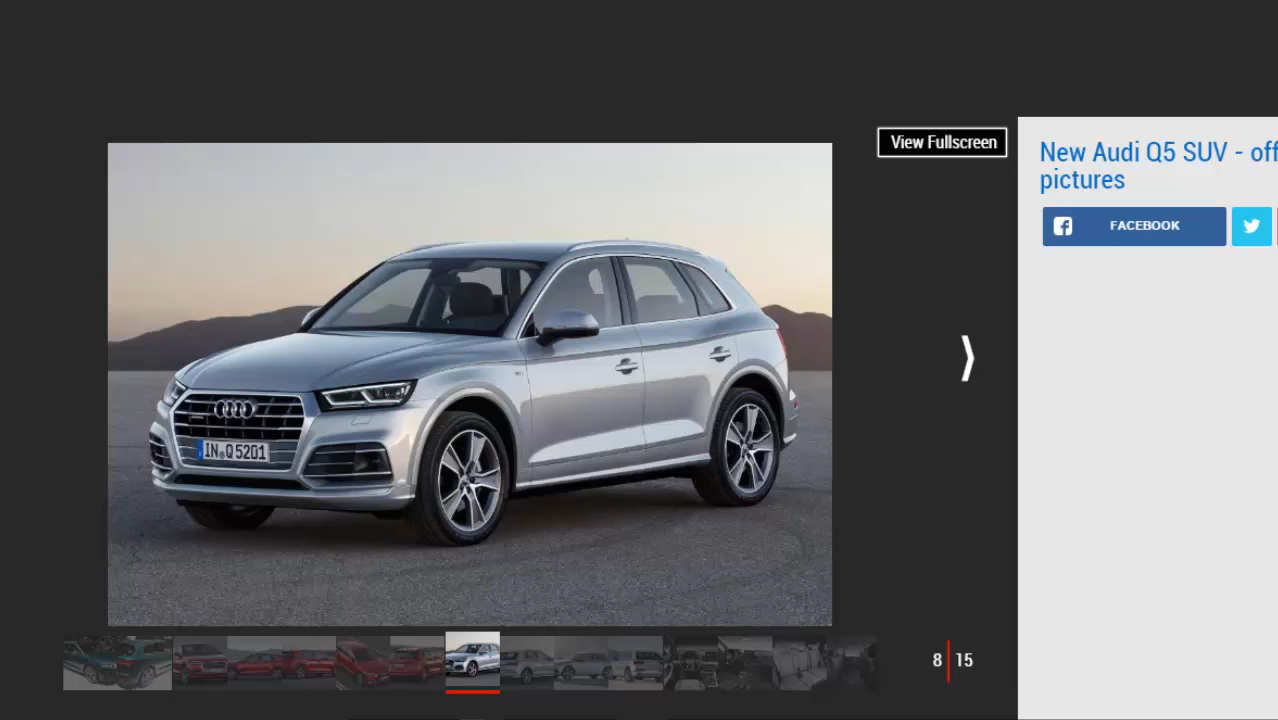 View Fullscreen
New Audi Q5 SUV - off
pictures
FACEBOOK
IN Q 5201
8 15